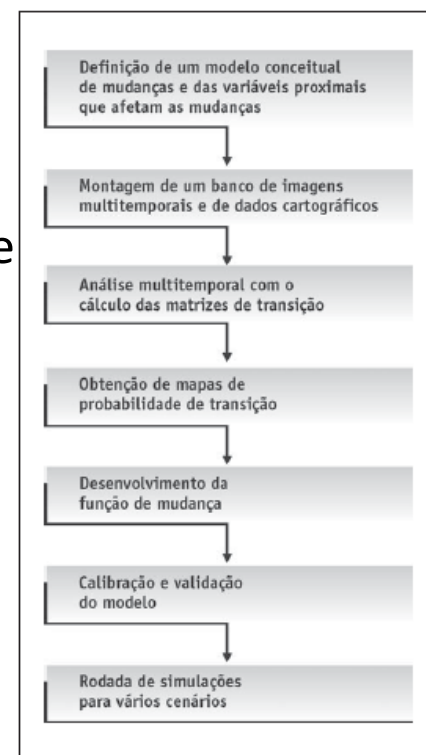 Definição de um modelo conceitual
de mudanças e das variáveis proximais
que afetam as mudanças
Montagem de um banco de imagens
multitemporais e de dados cartográficos
e
Análise multitemporal com o
cálculo das matrizes de transição
Obtenção de mapas de
probabilidade de transição
Desenvolvimento da
função de mudança
Calibração e validação
do modelo
Rodada de simulações
para vários cenários